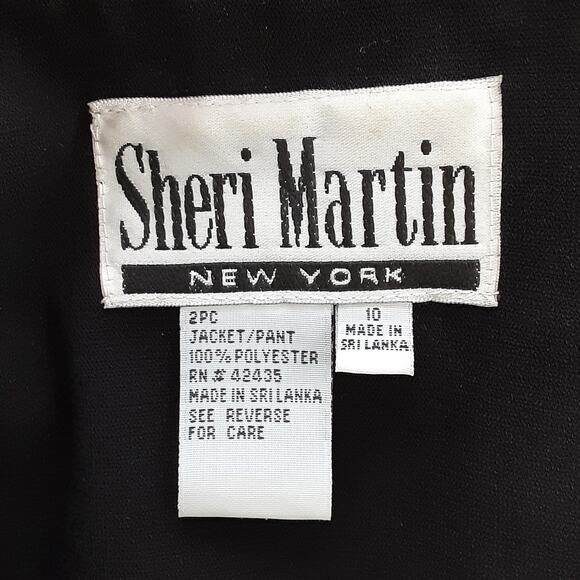 Sheri Martin
NEW YORK
2PC
JACKET/PANT
100% POLYESTER
RN # 42435
MADE IN SRI LANKA
SEE REVERSE
FOR CARE
10
MADE IN
SRI LANKA